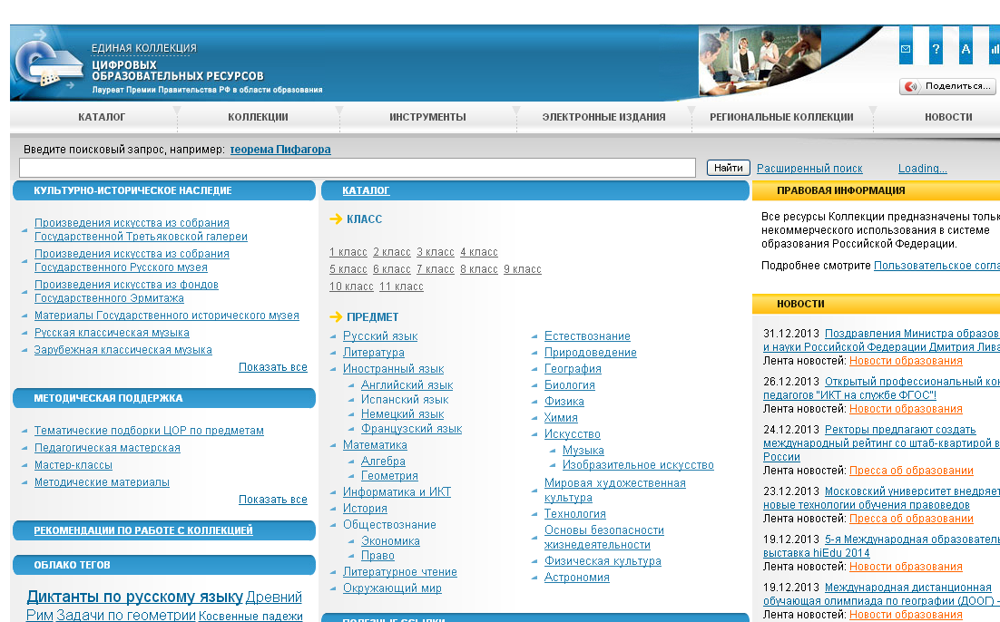 ЕДИНАЯ КОЛЛЕКЦИЯ
ЦИФРОВЫХ
ОБРАЗОВАТЕЛЬНЫХ РЕСУРСОВ
Лауреат Премии Правительства РФ в области образования
?
A
Поделиться...
КАТАЛОГ
КОЛЛЕКЦИИ
ИНСТРУМЕНТЫ
ЭЛЕКТРОННЫЕ ИЗДАНИЯ
РЕГИОНАЛЬНЫЕ КОЛЛЕКЦИИ
НОВОСТИ
Введите поисковый запрос, например: теорема Пифагора
Найти
Расширенный поиск
Loading...
КУЛЬТУРНО-ИСТОРИЧЕСКОЕ НАСЛЕДИЕ
Произведения искусства из собрания
Государственной Третьяковской галереи
Произведения искусства из собрания
Государственного Русского музея
Произведения искусства из фондов
Государственного Эрмитажа
Материалы Государственного исторического музея
Русская классическая музыка
Зарубежная классическая музыка
Показать все
МЕТОДИЧЕСКАЯ ПОДДЕРЖКА
Тематические подборки ЦОР по предметам
Педагогическая мастерская
Мастер-классы
Методические материалы
Показать все
РЕКОМЕНДАЦИИ ПО РАБОТЕ С КОЛЛЕКЦИЕЙ
ОБЛАКО ТЕГОВ
Диктанты по русскому языку Древний
Рим Задачи по геометрии Косвенные падежи
КАТАЛОГ
КЛАСС
1 класс 2 класс 3 класс 4 класс
5 класс 6 класс 7 класс 8 класс 9 класс
10 класс 11 класс
ПРЕДМЕТ
Русский язык
Литература
Иностранный язык
Английский язык
Испанский язык
Немецкий язык
Французский язык
Математика
Алгебра
Геометрия
Информатика и ИКТ
История
Обществознание
Экономика
Право
Литературное чтение
Окружающий мир
Естествознание
Природоведение
География
Биология
Физика
Химия
Искусство
Музыка
Изобразительное искусство
Мировая художественная
культура
Технология
Основы безопасности
жизнедеятельности
Физическая культура
Астрономия
ПОЛЕЗНЫЕ ССЫЛКИ
ПРАВОВАЯ ИНФОРМАЦИЯ
Все ресурсы Коллекции предназначены тольк
некоммерческого использования в системе
образования Российской Федерации.
Подробнее смотрите Пользовательское согла
НОВОСТИ
31.12.2013 Поздравления Министра образов
и науки Российской Федерации Дмитрия Лива
Лента новостей: Новости образования
26.12.2013 Открытый профессиональный кон
педагогов "ИКТ на службе ФГОС"!
Лента новостей: Новости образования
24.12.2013 Ректоры предлагают создать
международный рейтинг со штаб-квартирой в
России
Лента новостей: Пресса об образовании
23.12.2013 Московский университет внедряет
новые технологии обучения правоведов
Лента новостей: Пресса об образовании
19.12.2013 5-я Международная образователь
выставка hiEdu 2014
Лента новостей: Новости образования
19.12.2013 Международная дистанционная
обучающая олимпиада по географии (ДООГ) -
Лента новостей: Новости образования